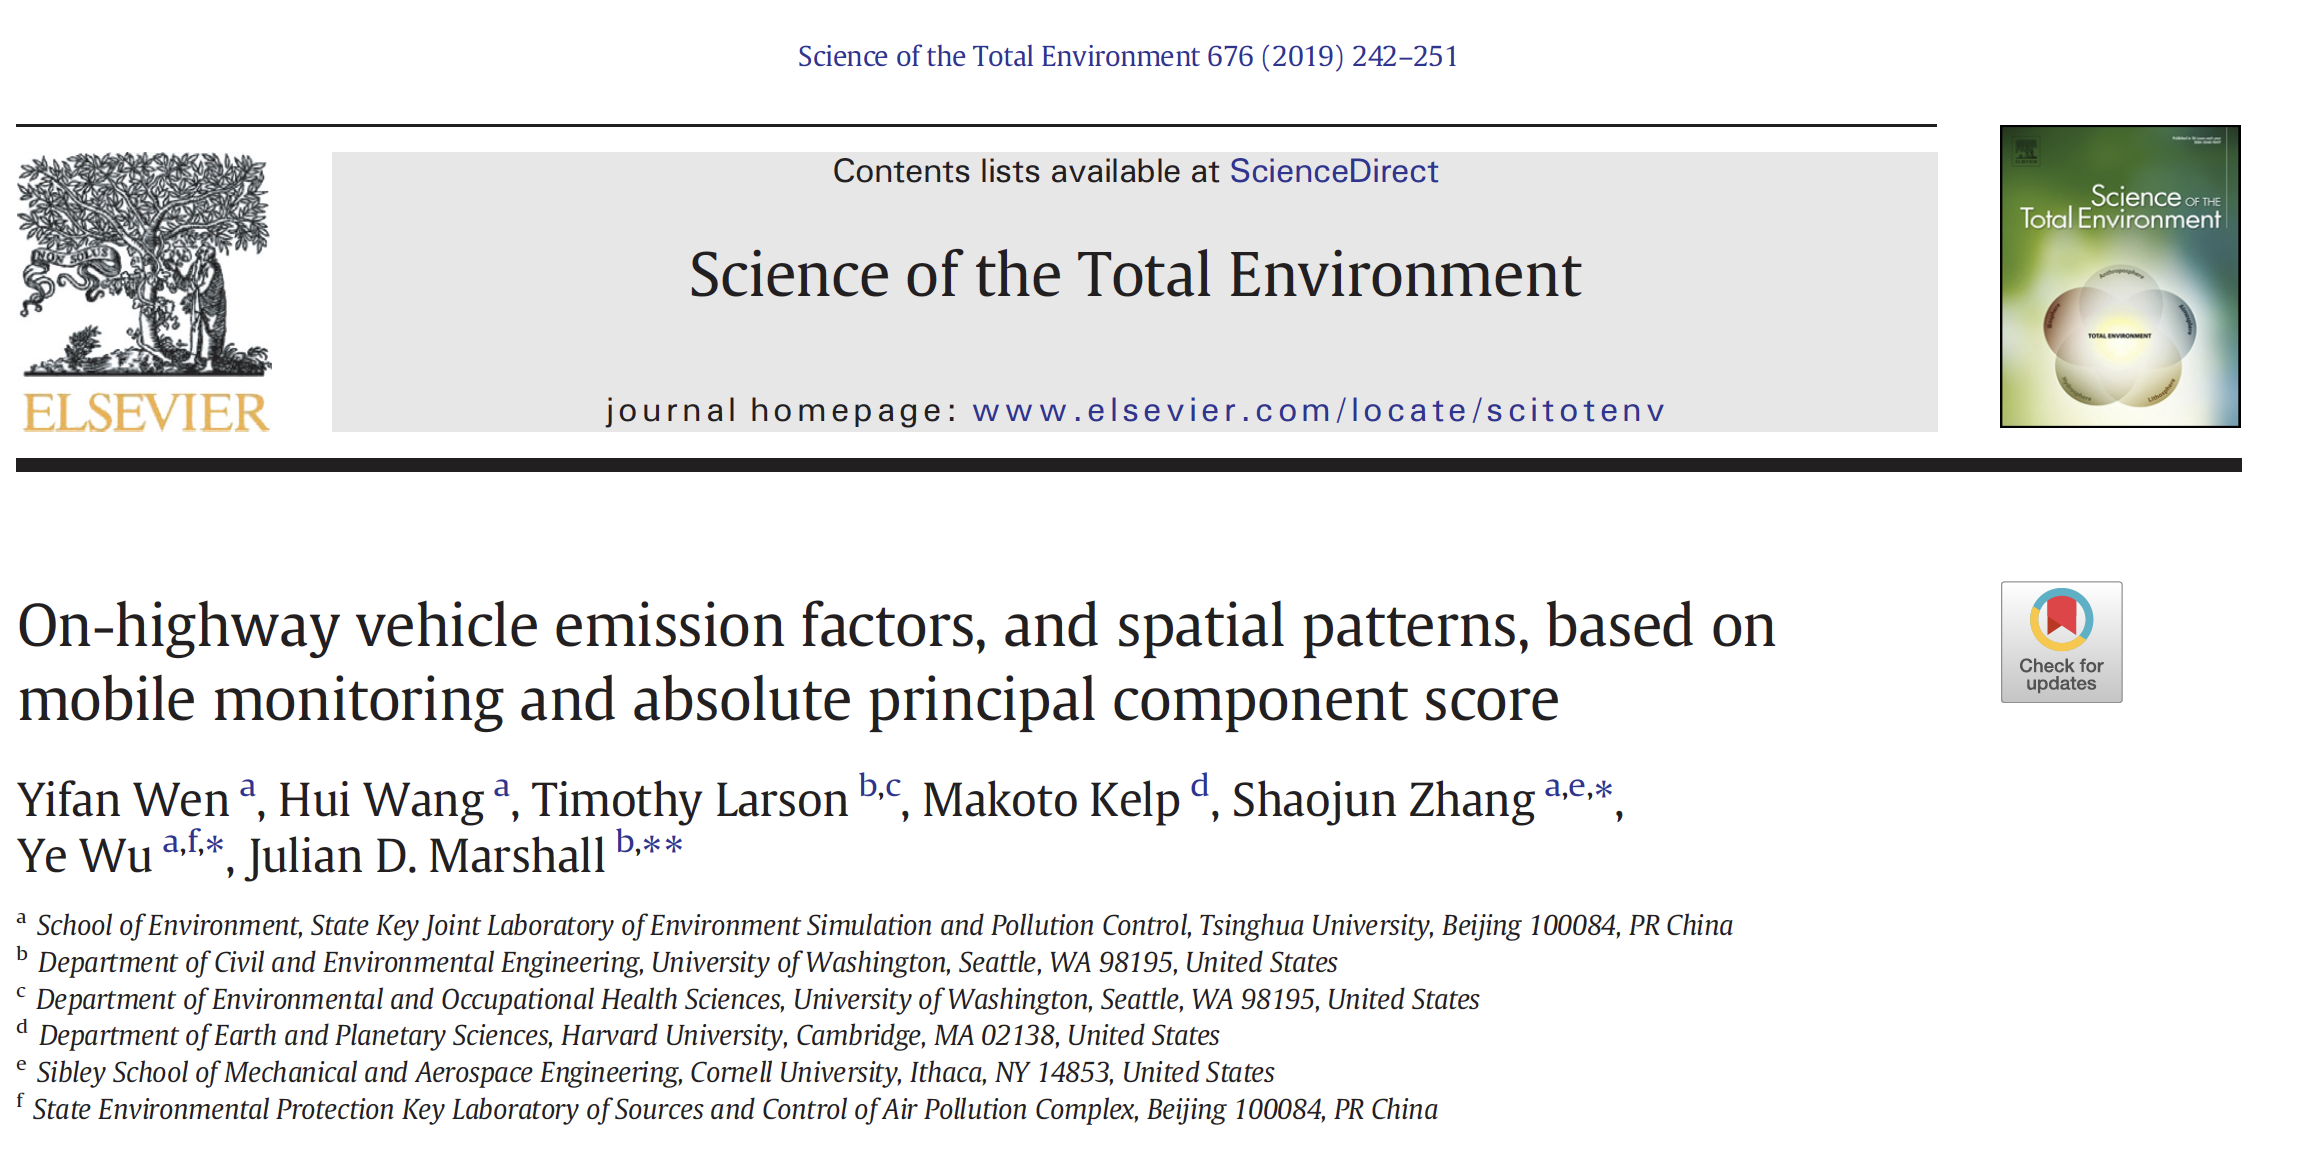 Science of the Total Environment 676 (2019) 242–251
Contents lists available at ScienceDirect
Science of the Total Environment
journal homepage: www.elsevier.com/locate/scitotenv
NON SOLUS
ELSEVIER
Science OF THE
Total Environment
Anthroposphere
TOTAL ENVIRONMENT
Hydrosphere
Lithosphere
On-highway vehicle emission factors, and spatial patterns, based on
mobile monitoring and absolute principal component score
Check for
updates
Yifan Wen a, Hui Wang a, Timothy Larson b,c, Makoto Kelp d, Shaojun Zhang a,e,*,
Ye Wu a,f,*, Julian D. Marshall b,**
a School of Environment, State Key Joint Laboratory of Environment Simulation and Pollution Control, Tsinghua University, Beijing 100084, PR China
b Department of Civil and Environmental Engineering, University of Washington, Seattle, WA 98195, United States
c Department of Environmental and Occupational Health Sciences, University of Washington, Seattle, WA 98195, United States
d Department of Earth and Planetary Sciences, Harvard University, Cambridge, MA 02138, United States
e Sibley School of Mechanical and Aerospace Engineering, Cornell University, Ithaca, NY 14853, United States
f State Environmental Protection Key Laboratory of Sources and Control of Air Pollution Complex, Beijing 100084, PR China